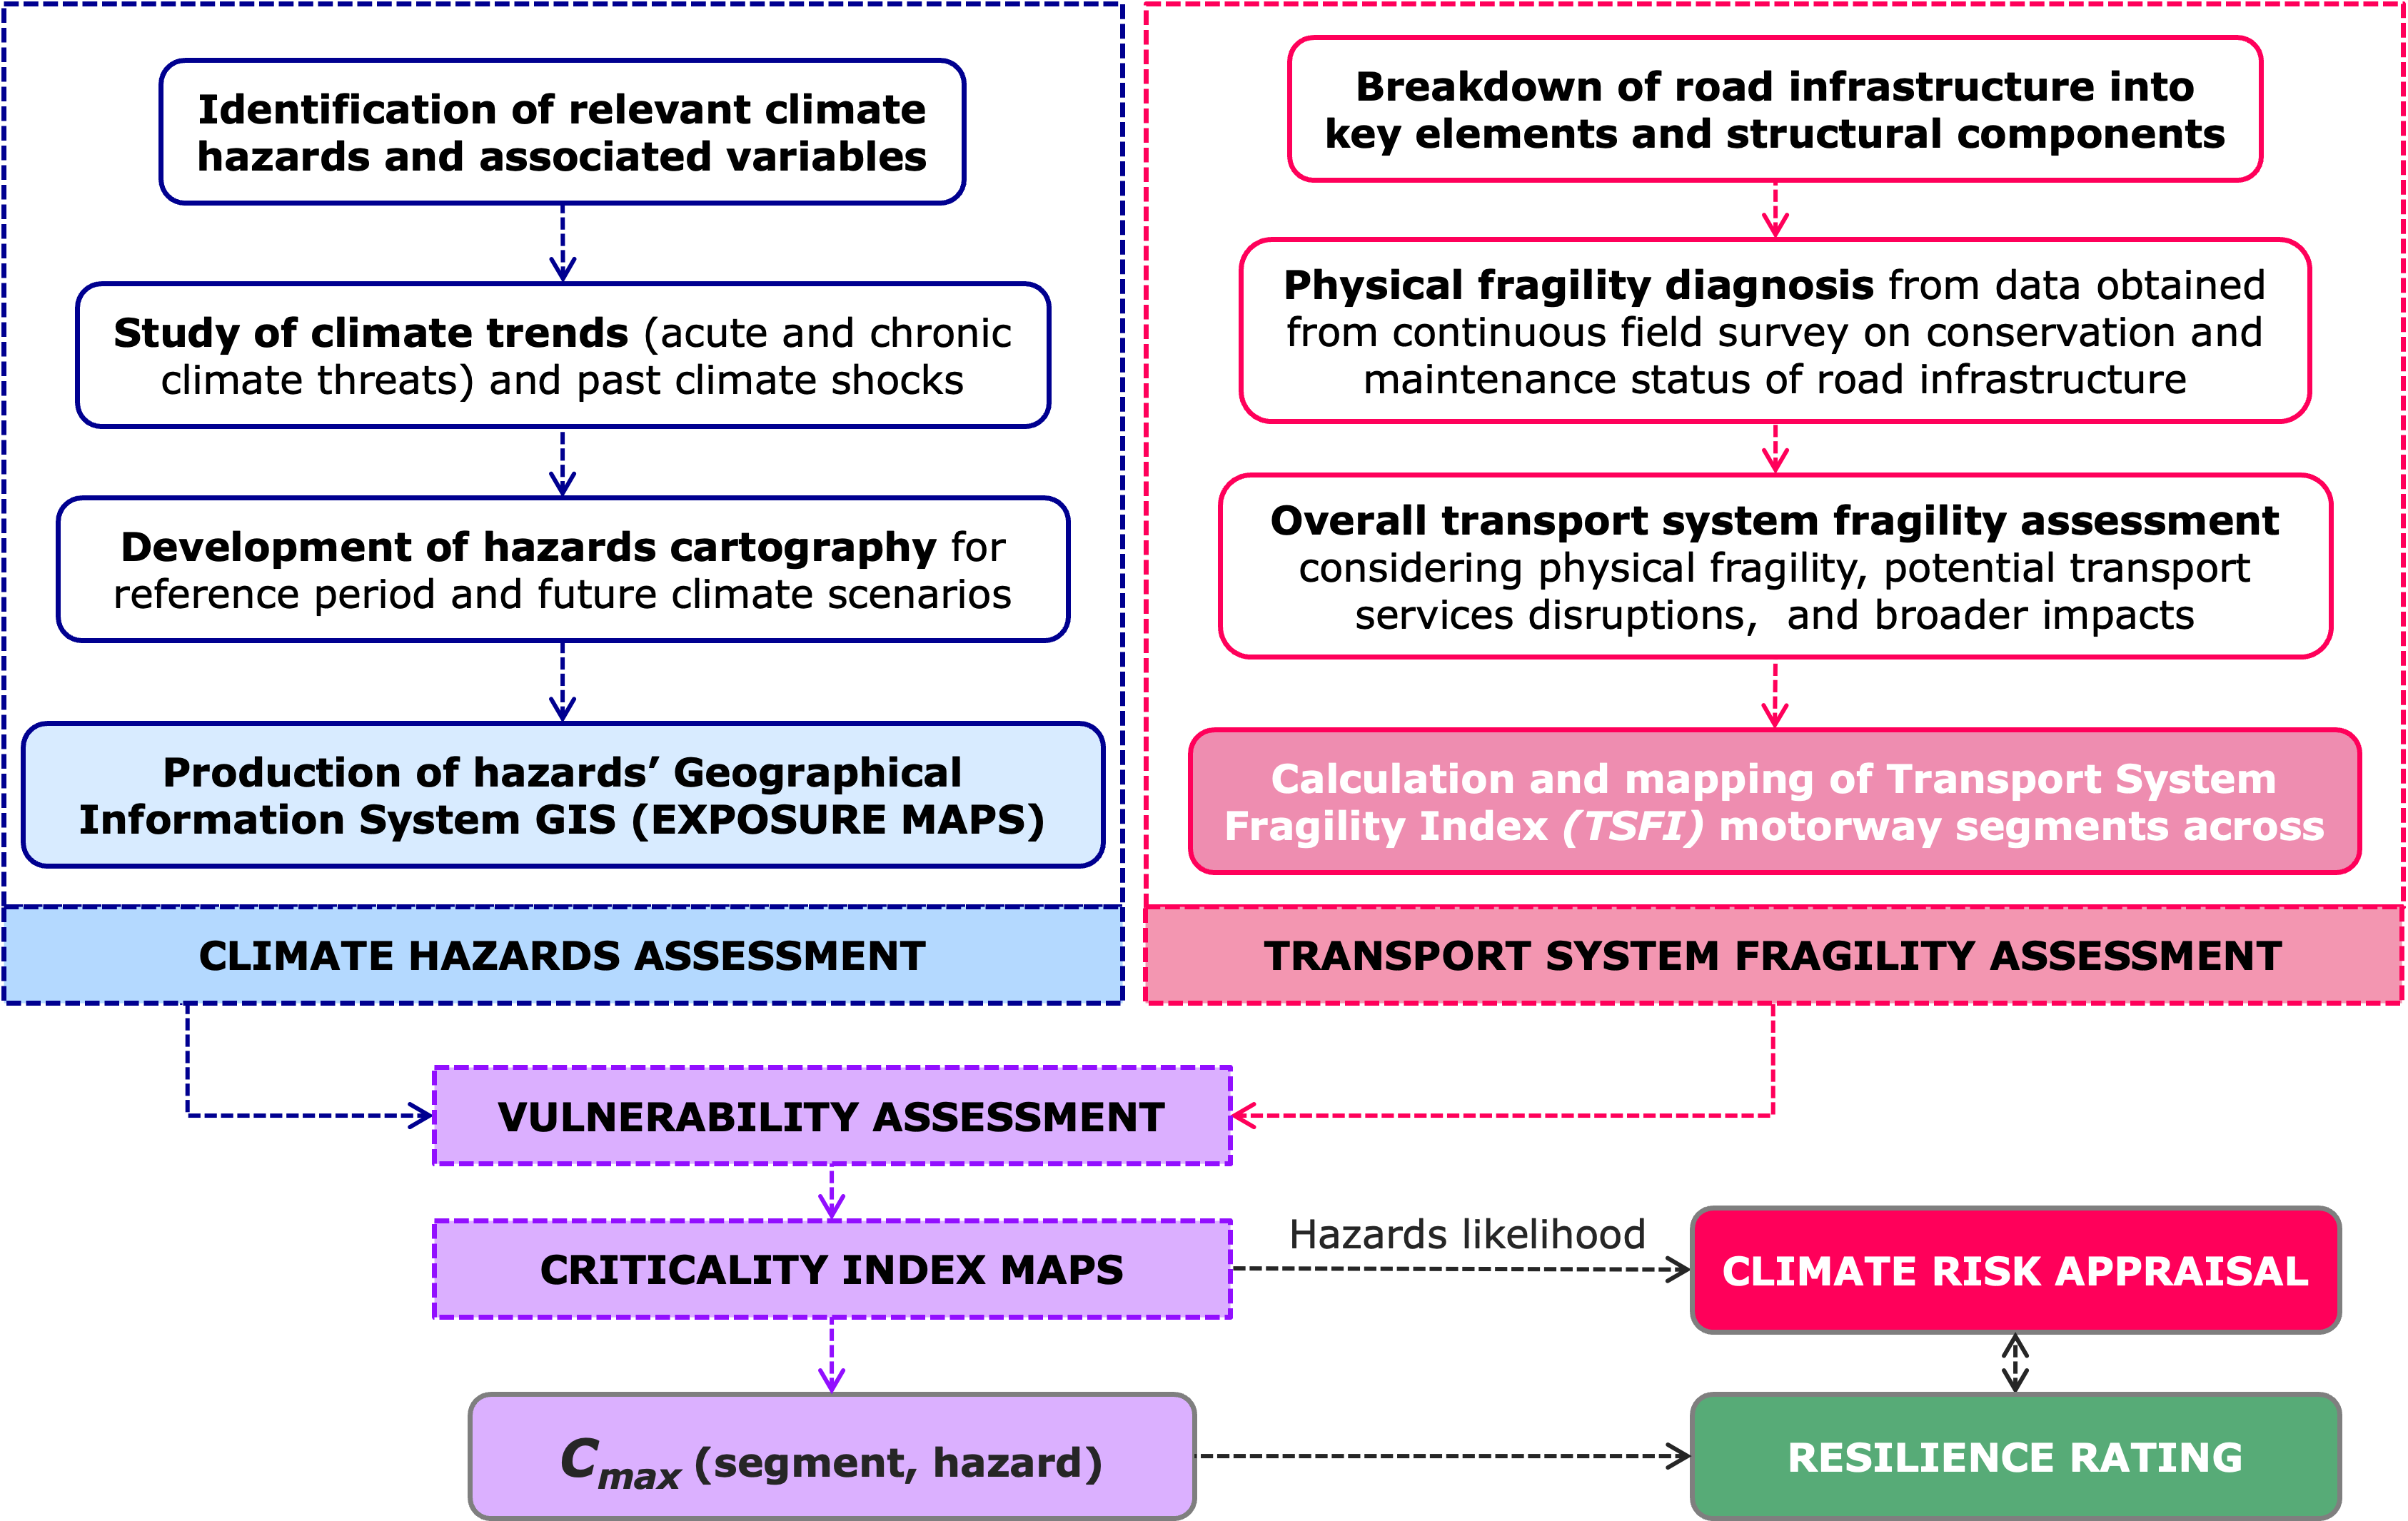 Identification of relevant climate
hazards and associated variables
Study of climate trends (acute and chronic
climate threats) and past climate shocks
Development of hazards cartography for
reference period and future climate scenarios
Production of hazards’ Geographical
Information System GIS (EXPOSURE MAPS)
CLIMATE HAZARDS ASSESSMENT
Breakdown of road infrastructure into
key elements and structural components
Physical fragility diagnosis from data obtained
from continuous field survey on conservation and
maintenance status of road infrastructure
Overall transport system fragility assessment
considering physical fragility, potential transport
services disruptions, and broader impacts
Calculation and mapping of Transport System
Fragility Index (TSFI) motorway segments across
TRANSPORT SYSTEM FRAGILITY ASSESSMENT
VULNERABILITY ASSESSMENT
CRITICALITY INDEX MAPS
Hazards likelihood
CLIMATE RISK APPRAISAL
Cmax (segment, hazard)
RESILIENCE RATING